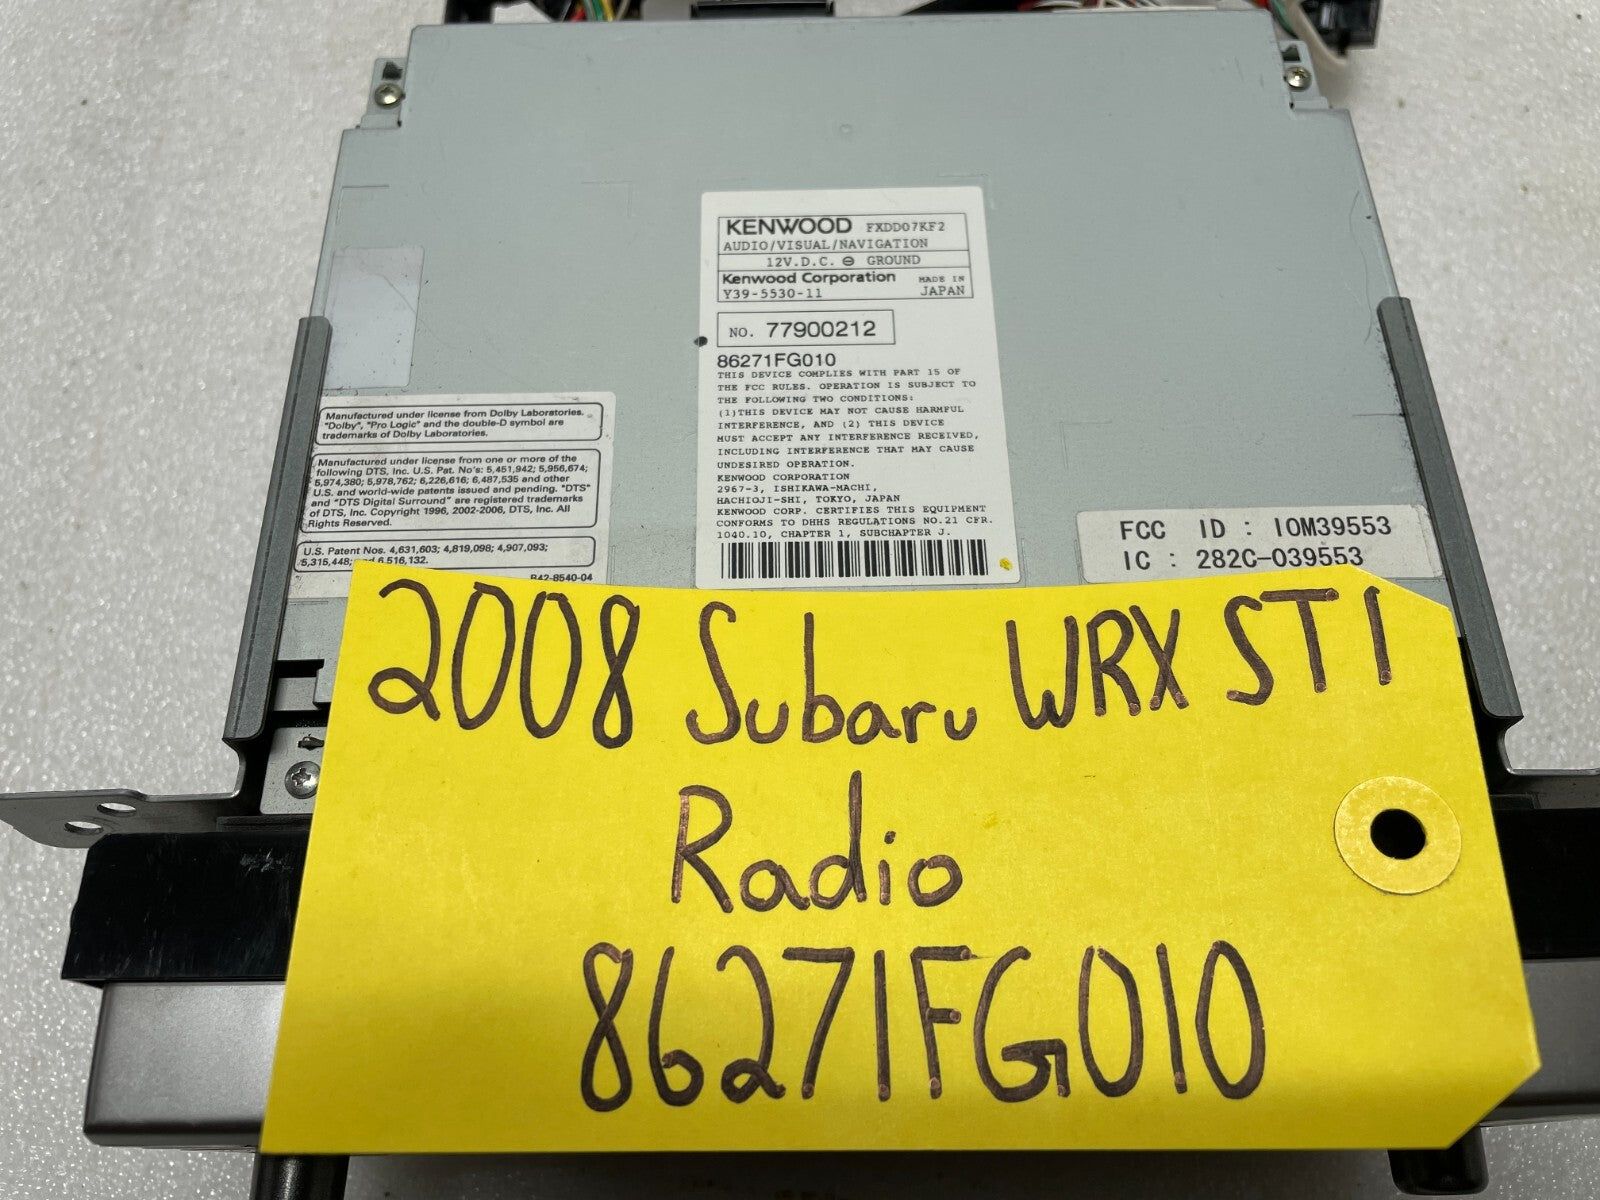 KENWOOD FXDD07KF2
AUDIO/VISUAL/NAVIGATION
12V.D.C. ⊖ GROUND
Kenwood Corporation MADE IN
Y39-5530-11 JAPAN
NO. 77900212
86271FG010
THIS DEVICE COMPLIES WITH PART 15 OF
THE FCC RULES. OPERATION IS SUBJECT TO
THE FOLLOWING TWO CONDITIONS:
(1)THIS DEVICE MAY NOT CAUSE HARMFUL
INTERFERENCE, AND (2) THIS DEVICE
MUST ACCEPT ANY INTERFERENCE RECEIVED,
INCLUDING INTERFERENCE THAT MAY CAUSE
UNDESIRED OPERATION.
KENWOOD CORPORATION
2967-3, ISHIKAWA-MACHI,
HACHIOJI-SHI, TOKYO, JAPAN
KENWOOD CORP. CERTIFIES THIS EQUIPMENT
CONFORMS TO DHHS REGULATIONS NO.21 CFR.
1040.10, CHAPTER 1, SUBCHAPTER J.
Manufactured under license from Dolby Laboratories.
"Dolby", "Pro Logic" and the double-D symbol are
trademarks of Dolby Laboratories.
Manufactured under license from one or more of the
following DTS, Inc. U.S. Pat. No's: 5,451,942; 5,956,674;
5,974,380; 5,978,762; 6,226,616; 6,487,535 and other
U.S. and world-wide patents issued and pending. "DTS"
and "DTS Digital Surround" are registered trademarks
of DTS, Inc. Copyright 1996, 2002-2006, DTS, Inc. All
Rights Reserved.
U.S. Patent Nos. 4,631,603; 4,819,098; 4,907,093;
5,315,448; and 6,516,132.
B42-8540-04
FCC ID : IOM39553
IC : 282C-039553
2008 Subaru WRX STI
Radio
86271FG010